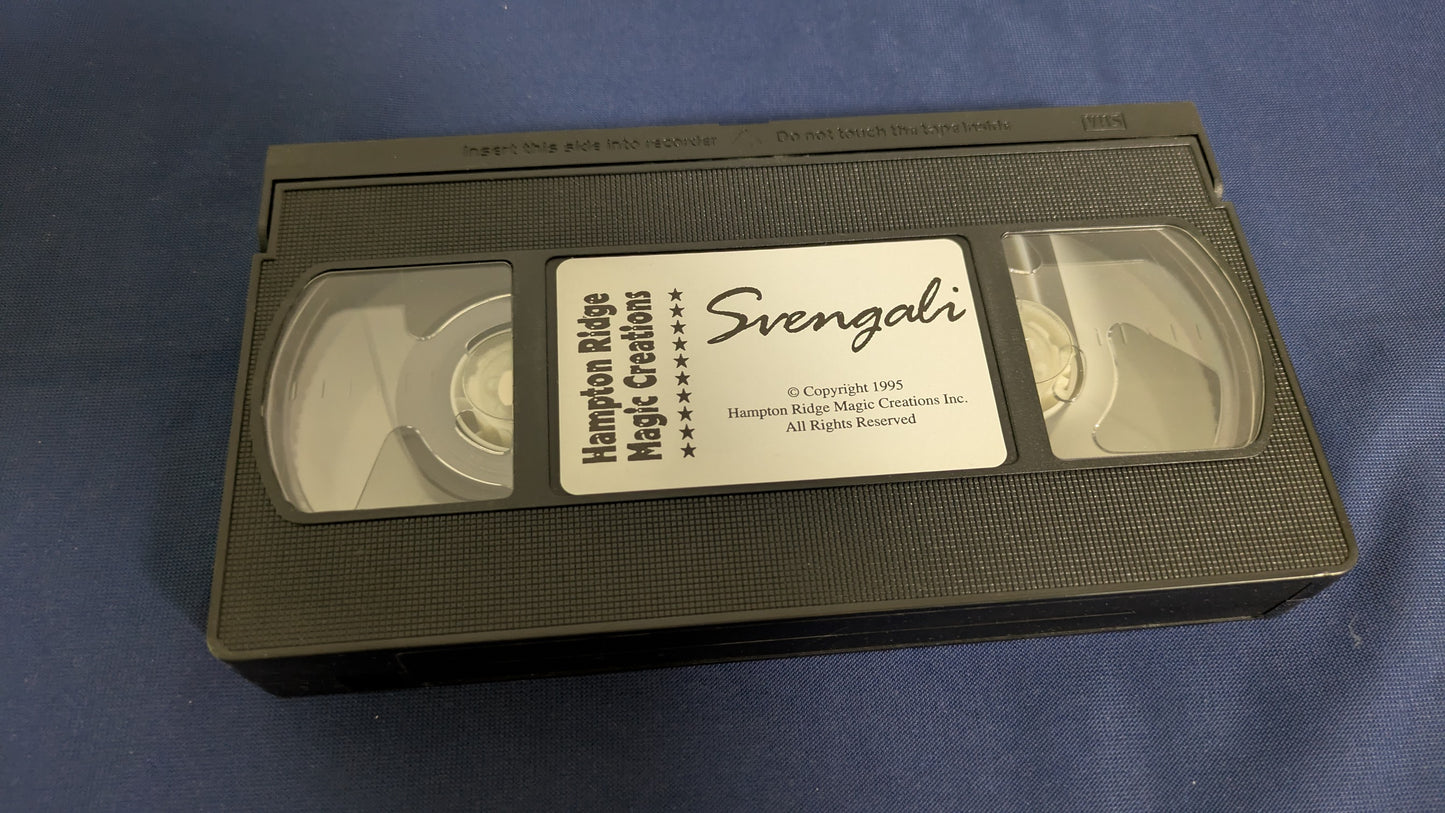 Insert this side into recorder Do not touch the tape inside VHS
Hampton Ridge
Magic Creations
★★★★★★★★★★
Svengali
© Copyright 1995
Hampton Ridge Magic Creations Inc.
All Rights Reserved